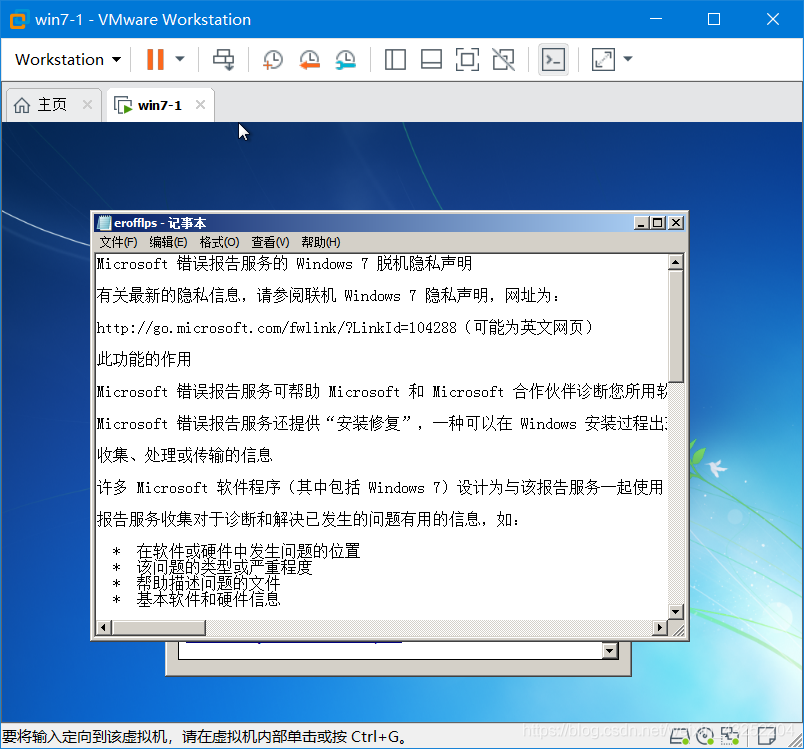 win7-1 - VMware Workstation
Workstation
主页
win7-1
erofflps - 记事本
文件(F) 编辑(E) 格式(O) 查看(V) 帮助(H)
Microsoft 错误报告服务的 Windows 7 脱机隐私声明
有关最新的隐私信息，请参阅联机 Windows 7 隐私声明，网址为：
http://go.microsoft.com/fwlink/?LinkId=104288（可能为英文网页）
此功能的作用
Microsoft 错误报告服务可帮助 Microsoft 和 Microsoft 合作伙伴诊断您所用软
Microsoft 错误报告服务还提供“安装修复”，一种可以在 Windows 安装过程出
收集、处理或传输的信息
许多 Microsoft 软件程序（其中包括 Windows 7）设计为与该报告服务一起使用
报告服务收集对于诊断和解决已发生的问题有用的信息，如：
* 在软件或硬件中发生问题的位置
* 该问题的类型或严重程度
* 帮助描述问题的文件
* 基本软件和硬件信息
要将输入定向到该虚拟机，请在虚拟机内部单击或按 Ctrl+G。